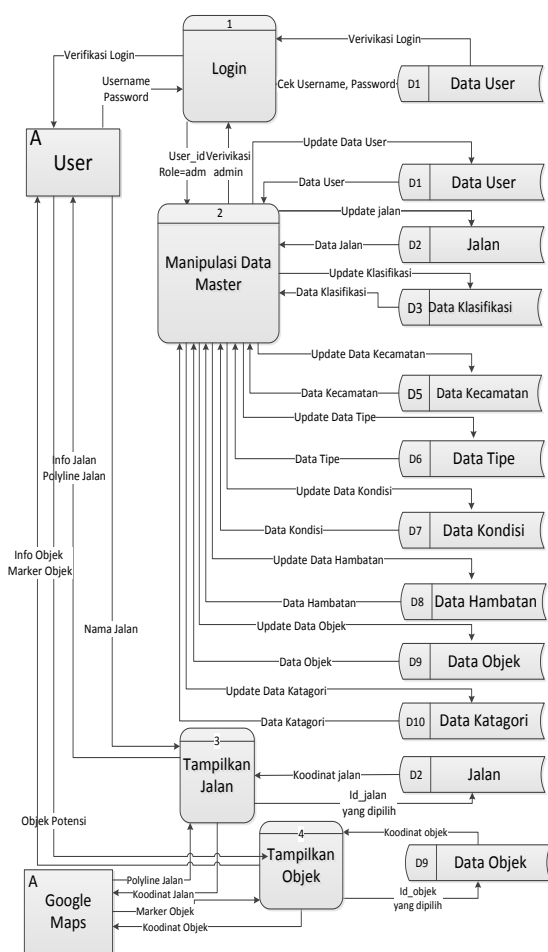 1
Login
Verivikasi Login
Verifikasi Login
Username
Password
Cek Username, Password
D1 Data User
A
User
User_id
Role=adm
Verivikasi
admin
Update Data User
Data User
D1 Data User
2
Manipulasi Data
Master
Update jalan
Data Jalan
D2 Jalan
Update Klasifikasi
Data Klasifikasi
D3 Data Klasifikasi
Update Data Kecamatan
Data Kecamatan
D5 Data Kecamatan
Update Data Tipe
Data Tipe
D6 Data Tipe
Info Jalan
Polyline Jalan
Update Data Kondisi
Data Kondisi
D7 Data Kondisi
Info Objek
Marker Objek
Update Data Hambatan
Data Hambatan
D8 Data Hambatan
Nama Jalan
Update Data Objek
Data Objek
D9 Data Objek
Update Data Katagori
Data Katagori
D10 Data Katagori
3
Tampilkan
Jalan
Koodinat jalan
D2 Jalan
Id_jalan
yang dipilih
Objek Potensi
4
Tampilkan
Objek
Koodinat objek
D9 Data Objek
Id_objek
yang dipilih
A
Google
Maps
Polyline Jalan
Koodinat Jalan
Marker Objek
Koodinat Objek